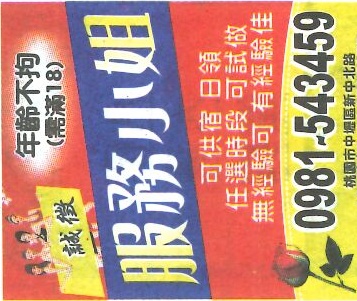 誠徵
年齡不拘
(需滿18)
服務小姐
可供宿 日領
任選時段 可試做
無經驗可 有經驗佳
0981-543459
桃園市中壢區新中北路